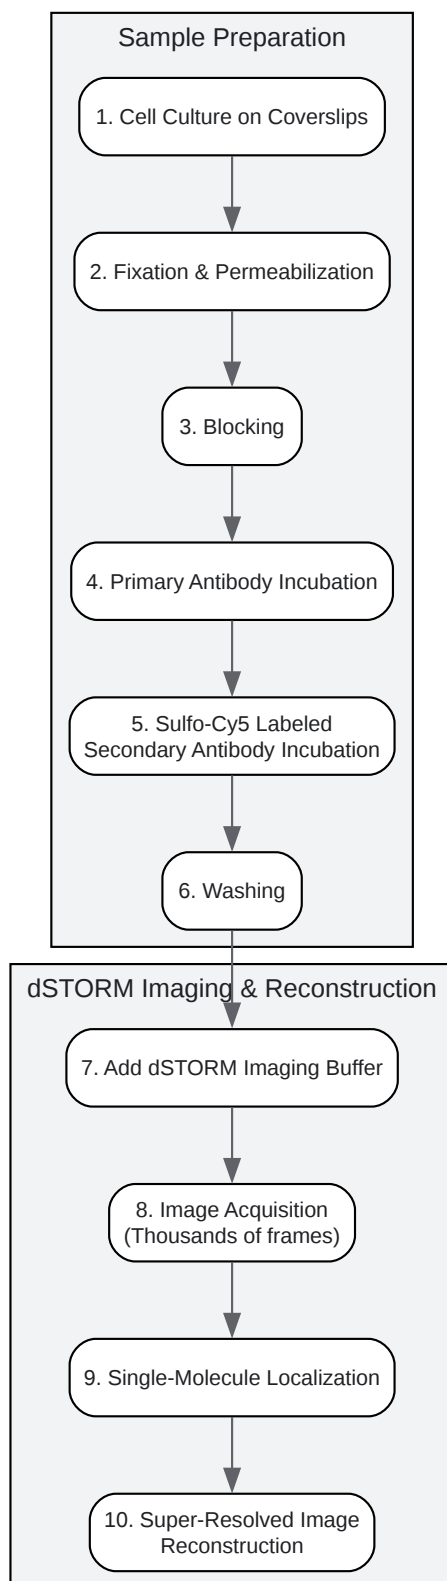 Sample Preparation
1. Cell Culture on Coverslips
2. Fixation & Permeabilization
3. Blocking
4. Primary Antibody Incubation
5. Sulfo-Cy5 Labeled
Secondary Antibody Incubation
6. Washing
dSTORM Imaging & Reconstruction
7. Add dSTORM Imaging Buffer
8. Image Acquisition
(Thousands of frames)
9. Single-Molecule Localization
10. Super-Resolved Image
Reconstruction